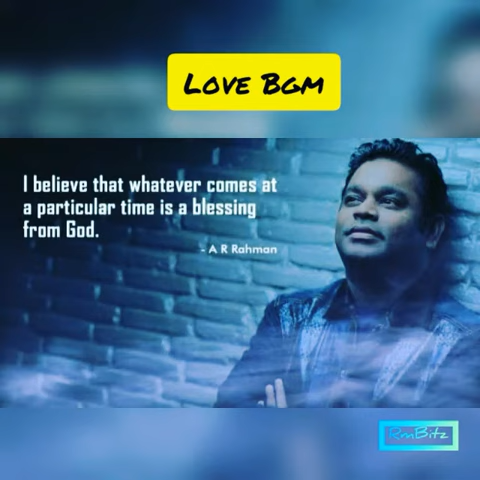 LOVE BGM
I believe that whatever comes at
a particular time is a blessing
from God.
- A R Rahman
RmBitz